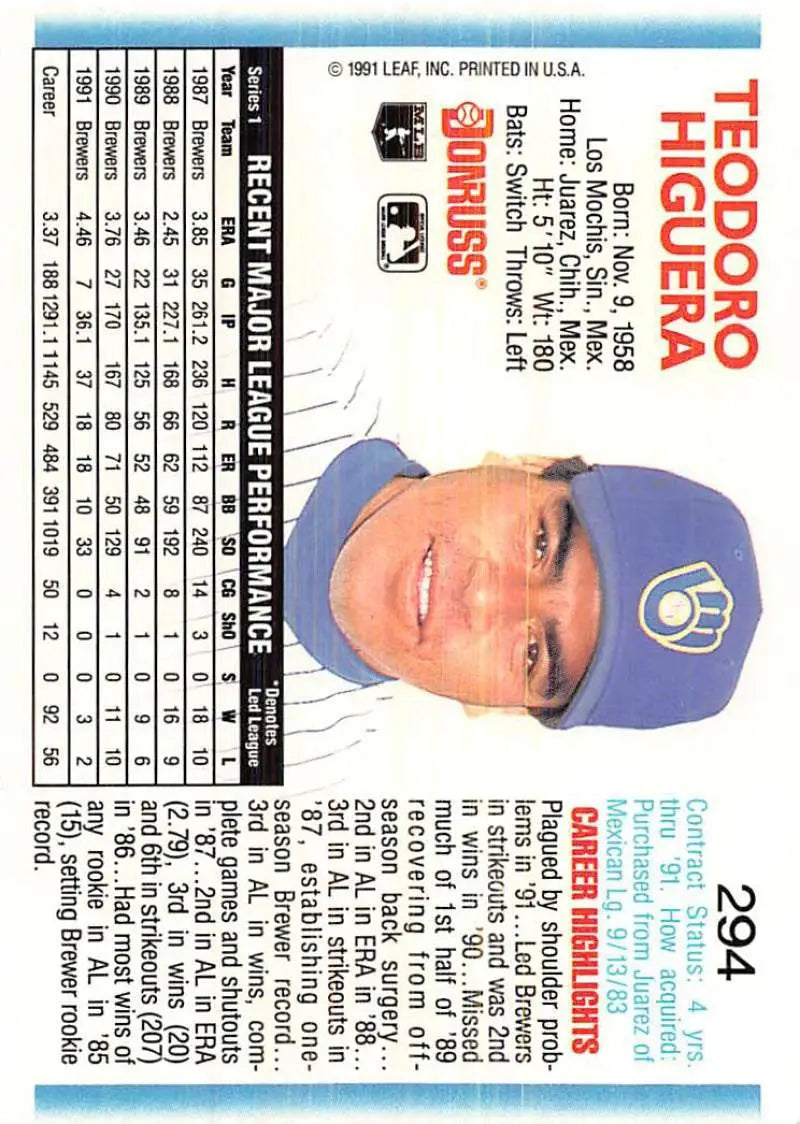 TEODORO
HIGUERA
Born: Nov. 9, 1958
Los Mochis, Sin., Mex.
Home: Juarez, Chih., Mex.
Ht: 5'10" Wt: 180
Bats: Switch Throws: Left
DONRUSS®
MLB
© 1991 LEAF, INC. PRINTED IN U.S.A.
294
Contract Status: 4 yrs.
thru '91. How acquired:
Purchased from Juarez of
Mexican Lg. 9/13/83
CAREER HIGHLIGHTS
Plagued by shoulder prob-
lems in '91...Led Brewers
in strikeouts and was 2nd
in wins in '90...Missed
much of 1st half of '89
recovering from off-
season back surgery...
2nd in AL in ERA in '88...
3rd in AL in strikeouts in
'87, establishing one-
season Brewer record...
3rd in AL in wins, com-
plete games and shutouts
in '87...2nd in AL in ERA
(2.79), 3rd in wins (20)
and 6th in strikeouts (207)
in '86...Had most wins of
any rookie in AL in '85
(15), setting Brewer rookie
record.
Series 1 RECENT MAJOR LEAGUE PERFORMANCE *Denotes
Led League
Year Team ERA G IP H R ER BB SO CG ShO S W L
1987 Brewers 3.85 35 261.2 236 120 112 87 240 14 3 0 18 10
1988 Brewers 2.45 31 227.1 168 66 62 59 192 8 1 0 16 9
1989 Brewers 3.46 22 135.1 125 56 52 48 91 2 1 0 9 6
1990 Brewers 3.76 27 170 167 80 71 50 129 4 1 0 11 10
1991 Brewers 4.46 7 36.1 37 18 18 10 33 0 0 0 3 2
Career 3.37 188 1291.1 1145 529 484 391 1019 50 12 0 92 56